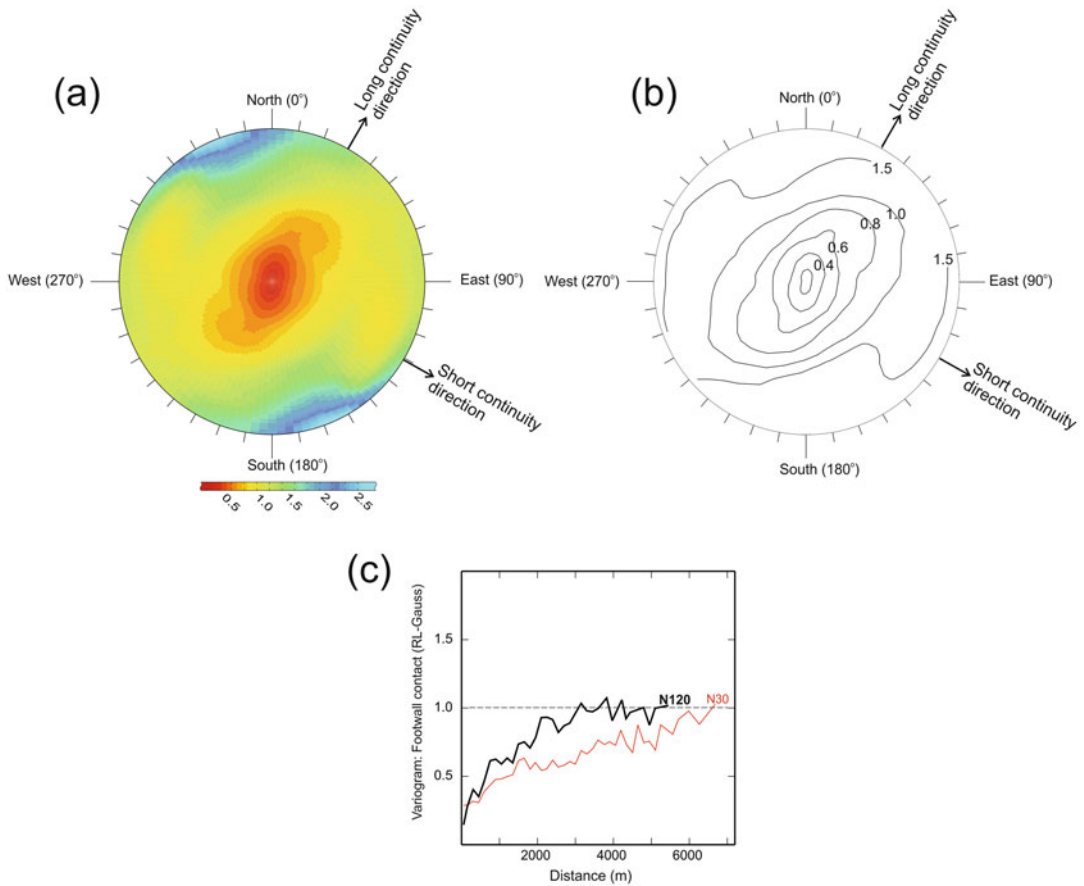 (a)
North (0°)
Long continuity
direction
West (270°)
East (90°)
Short continuity
direction
South (180°)
0.5
1.0
1.5
2.0
2.5
(b)
North (0°)
Long continuity
direction
1.5
1.0
0.8
0.6
0.4
1.5
West (270°)
East (90°)
Short continuity
direction
South (180°)
(c)
Variogram: Footwall contact (RL-Gauss)
1.5
1.0
0.5
N120
N30
2000
4000
6000
Distance (m)